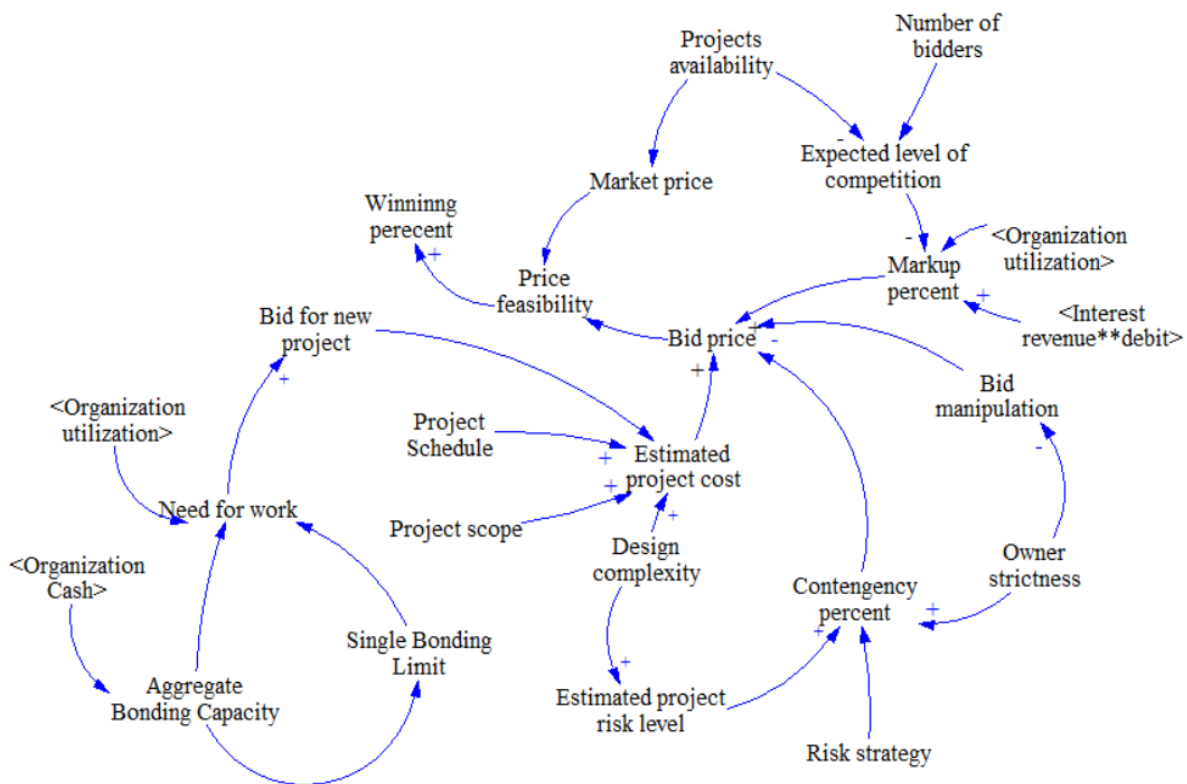 Number of
bidders
Projects
availability
-
Expected level of
competition
Market price
Winninng
perecent
+
-
<Organization
utilization>
Markup
percent
+
Price
feasibility
<Interest
revenue**debit>
Bid for new
project
+
Bid price
+
-
+
Bid
manipulation
-
<Organization
utilization>
Project
Schedule
+
Estimated
project cost
+
+
Need for work
Project scope
Design
complexity
Owner
strictness
<Organization
Cash>
Contengency
percent
+
+
Single Bonding
Limit
+
Aggregate
Bonding Capacity
Estimated project
risk level
Risk strategy